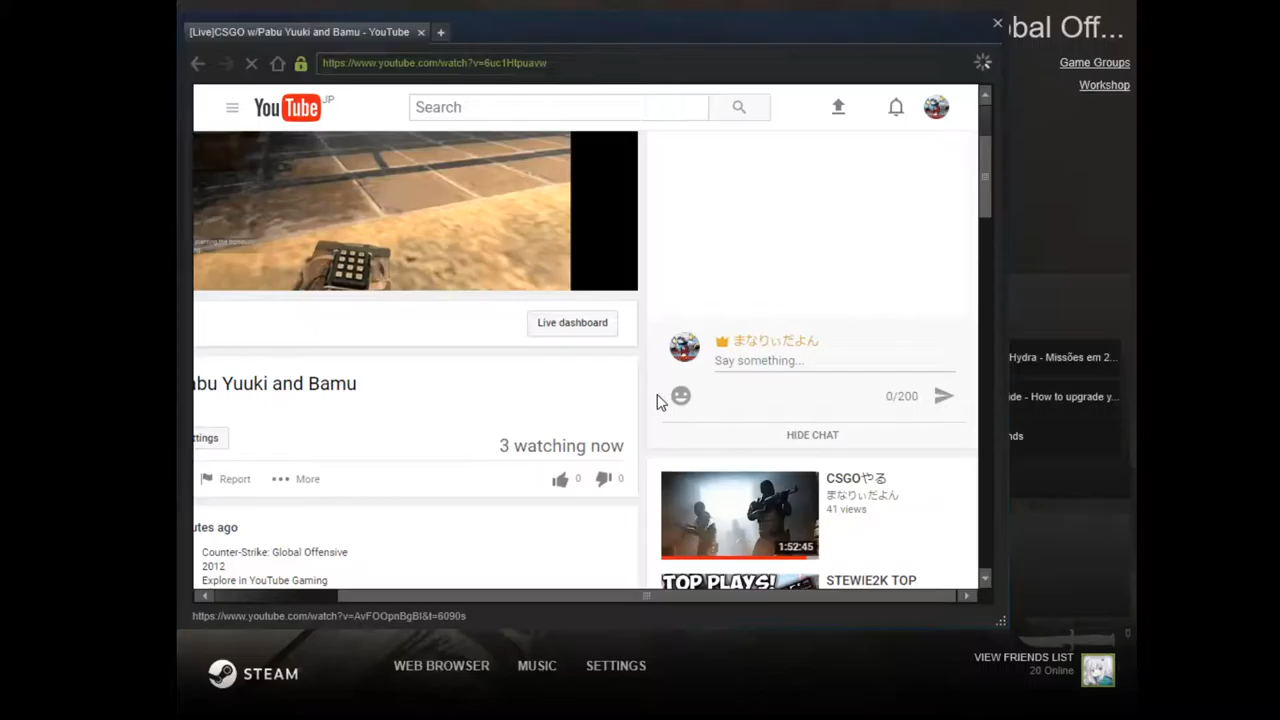 [Live]CSGO w/Pabu Yuuki and Bamu - YouTube
bal Off...
Game Groups
Workshop
https://www.youtube.com/watch?v=6uc1HIpuavw
YouTube JP
Search
まなりぃだよん
Say something...
0/200
HIDE CHAT
Live dashboard
abu Yuuki and Bamu
ttings
3 watching now
Report
More
0
0
CSGOやる
まなりぃだよん
41 views
1:52:45
TOP PLAYS!
STEWIE2K TOP
utes ago
Counter-Strike: Global Offensive
2012
Explore in YouTube Gaming
https://www.youtube.com/watch?v=AvFOOpnBgBI&t=6090s
Hydra - Missões em 2...
ide - How to upgrade y...
nds
0
STEAM
WEB BROWSER
MUSIC
SETTINGS
VIEW FRIENDS LIST
20 Online